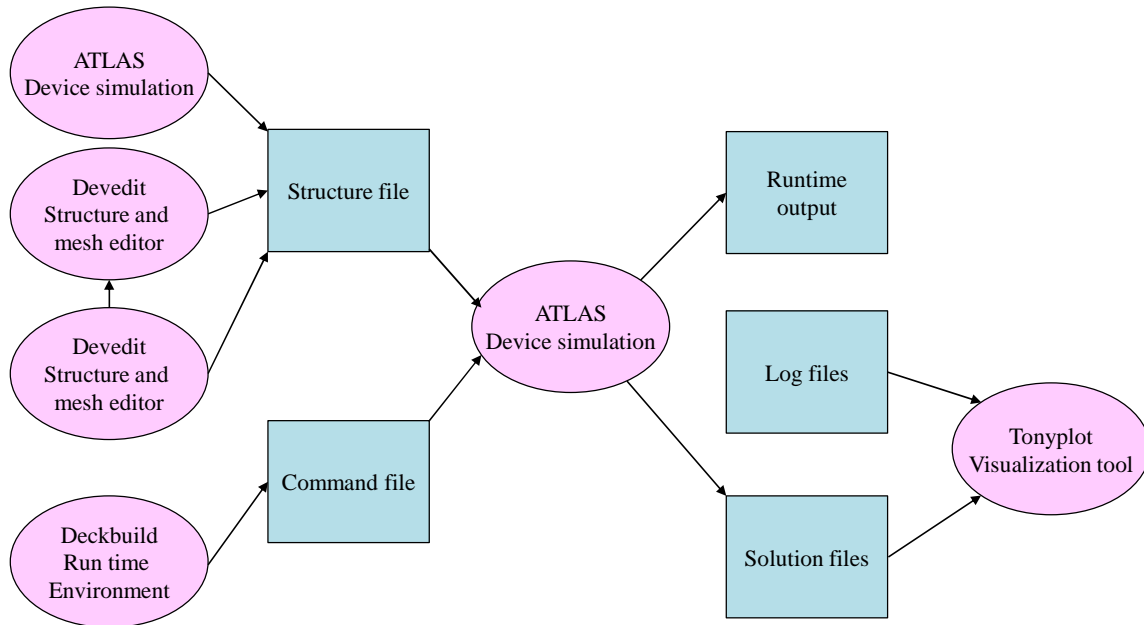 ATLAS
Device simulation
Devedit
Structure and
mesh editor
Devedit
Structure and
mesh editor
Deckbuild
Run time
Environment
Structure file
Command file
ATLAS
Device simulation
Runtime
output
Log files
Solution files
Tonyplot
Visualization tool